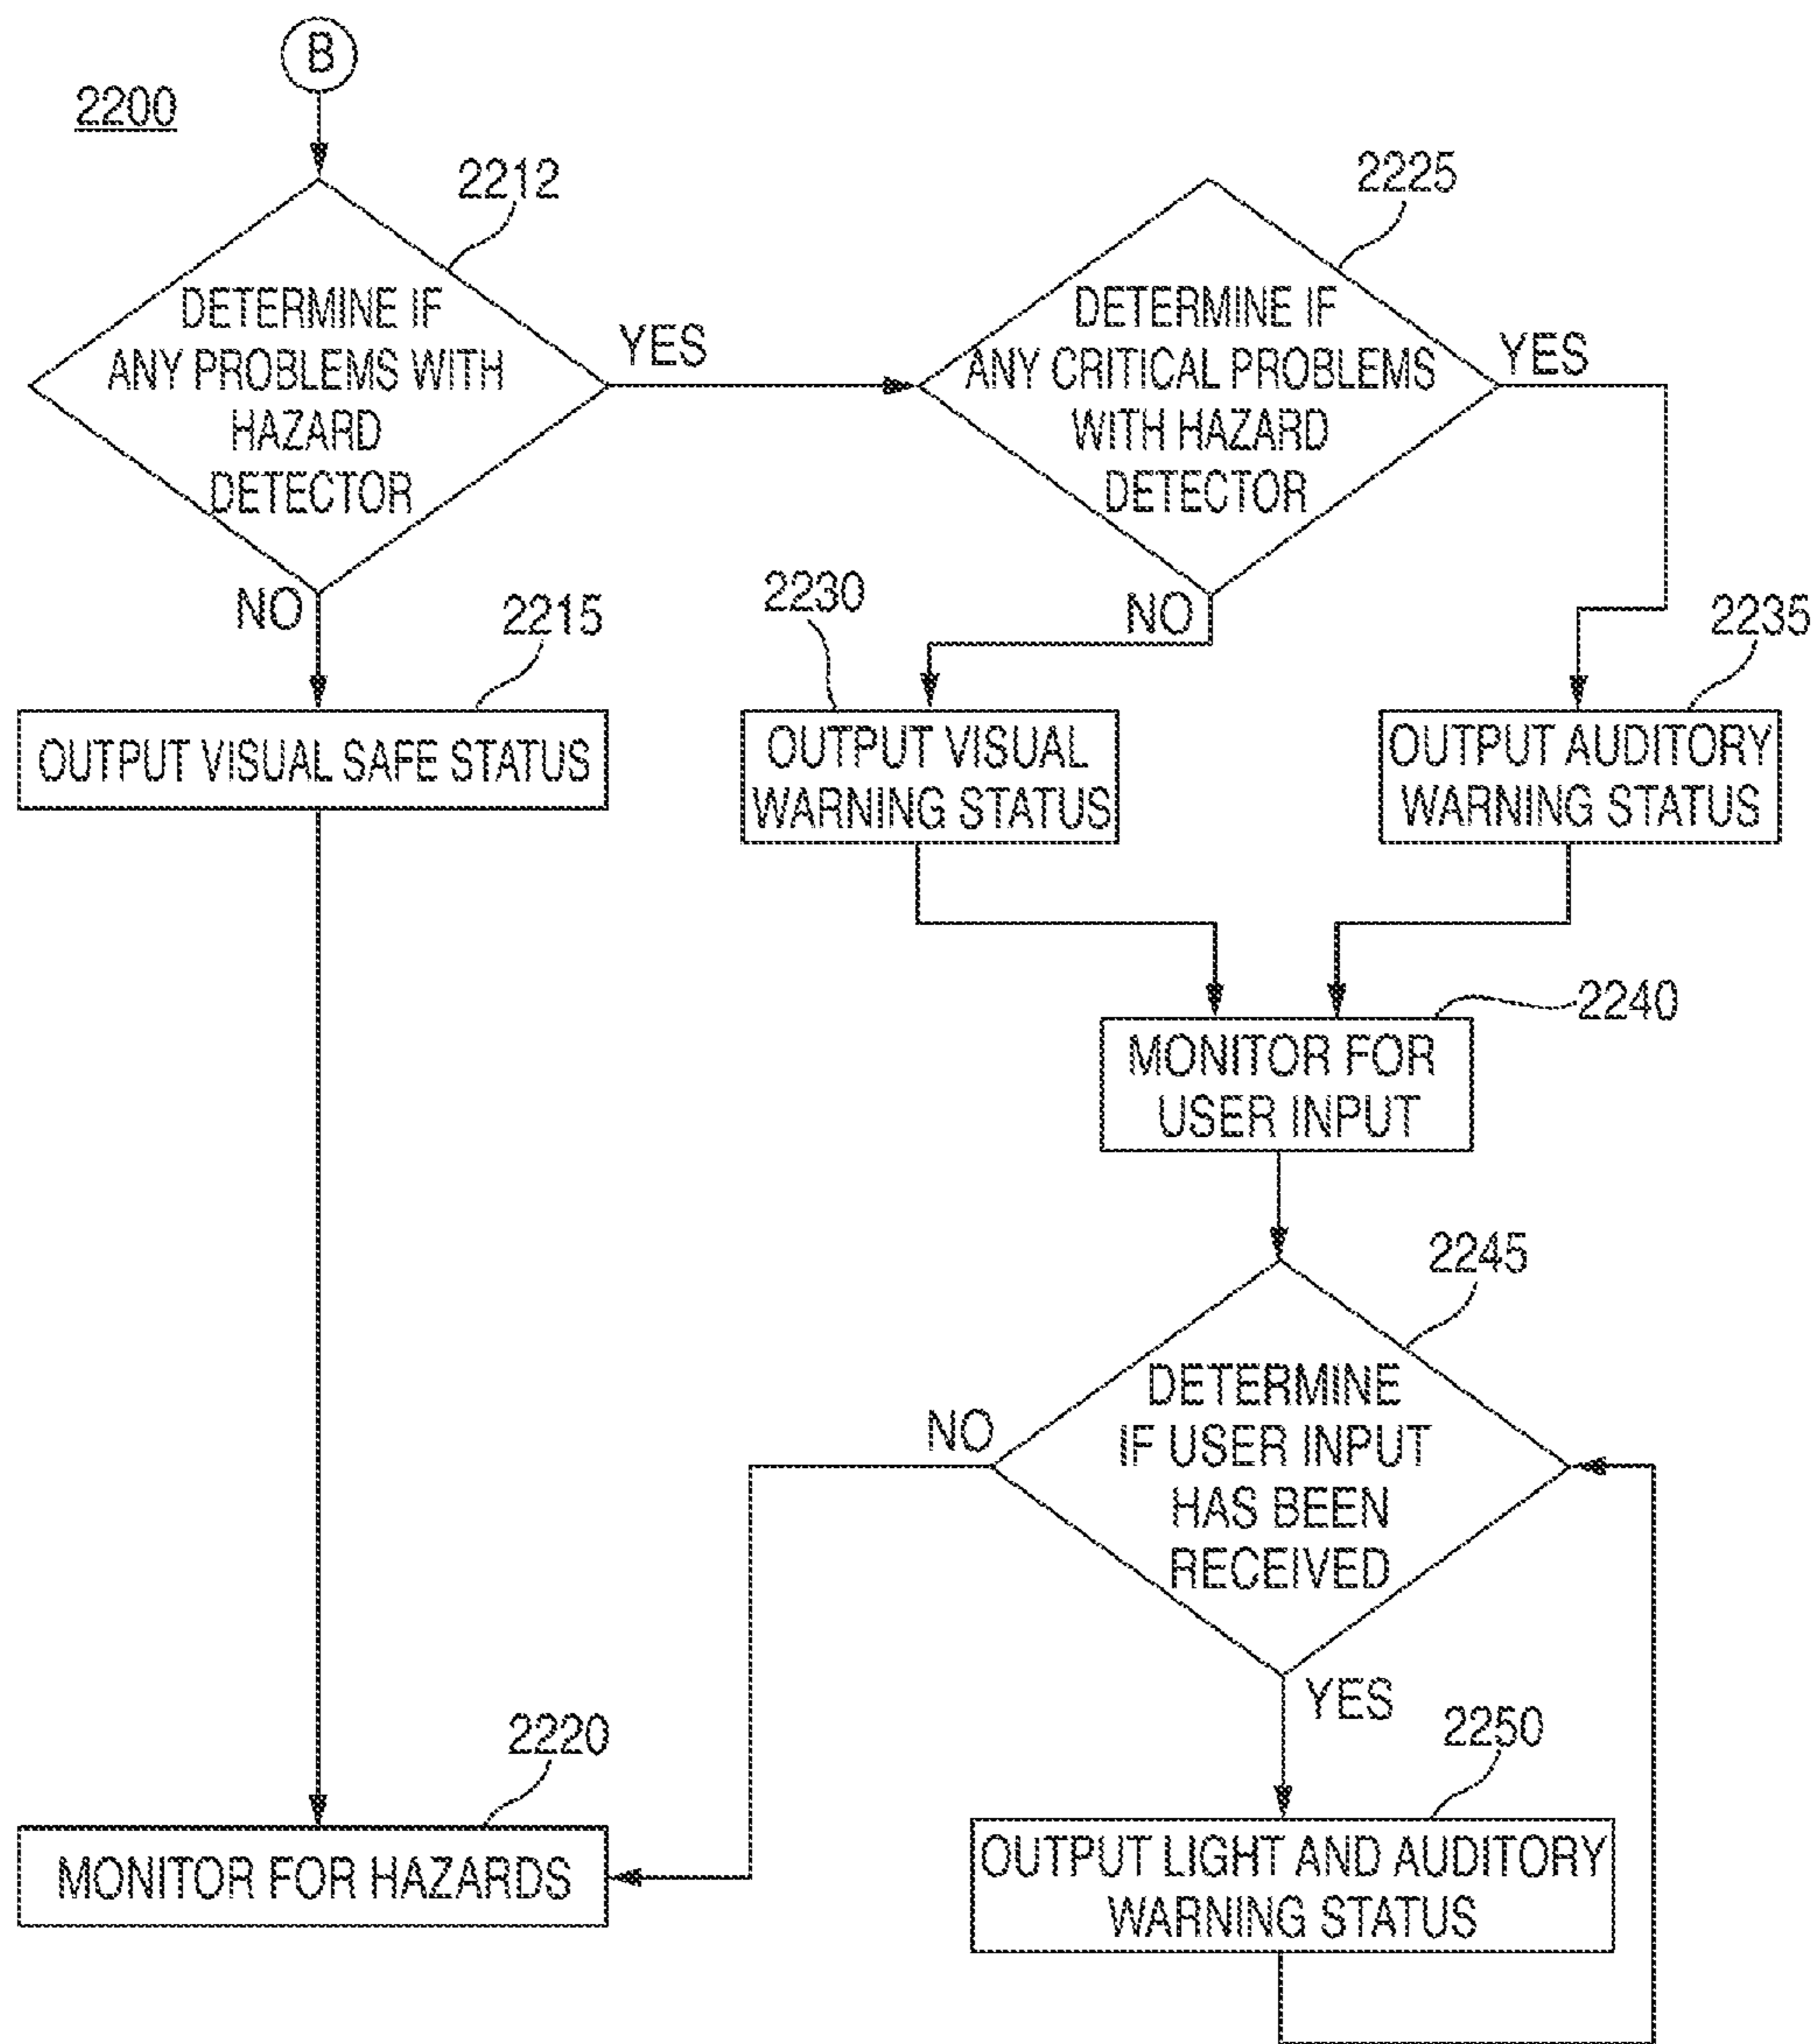 B
2200
2212
2225
DETERMINE IF
ANY PROBLEMS WITH
HAZARD
DETECTOR
YES
DETERMINE IF
ANY CRITICAL PROBLEMS
WITH HAZARD
DETECTOR
YES
NO
2215
2230
NO
2235
OUTPUT VISUAL SAFE STATUS
OUTPUT VISUAL
WARNING STATUS
OUTPUT AUDITORY
WARNING STATUS
2240
MONITOR FOR
USER INPUT
2245
DETERMINE
IF USER INPUT
HAS BEEN
RECEIVED
NO
YES
2220
2250
MONITOR FOR HAZARDS
OUTPUT LIGHT AND AUDITORY
WARNING STATUS